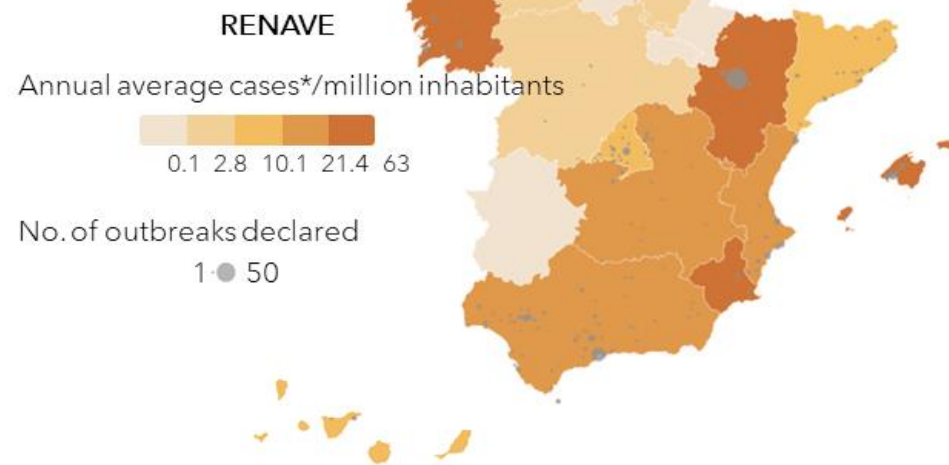 RENAVE
Annual average cases*/million inhabitants
0.1 2.8 10.1 21.4 63
No. of outbreaks declared
1 50